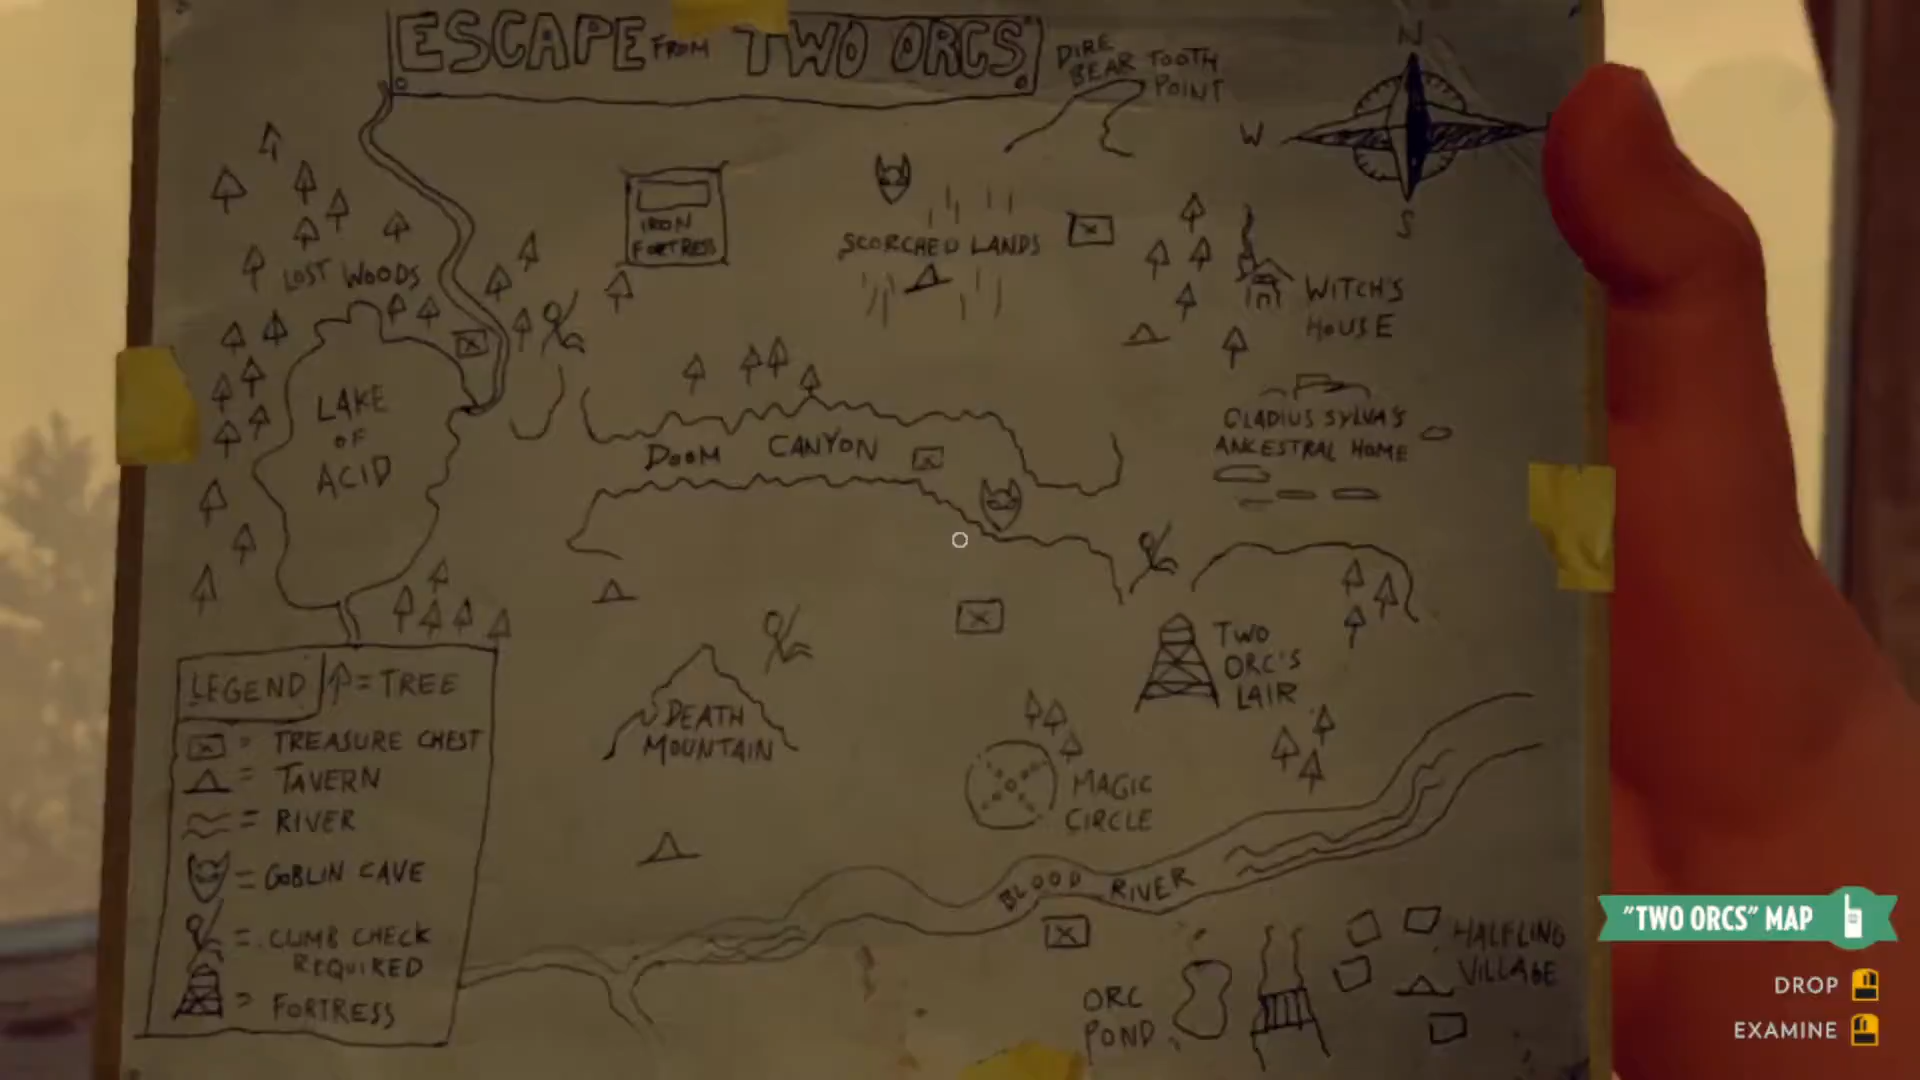 ESCAPE FROM TWO ORCS
DIRE
BEAR TOOTH
POINT
N
W
S
IRON
FORTRESS
SCORCHED LANDS
LOST WOODS
WITCH'S
HOUSE
LAKE
OF
ACID
DOOM CANYON
CLADIUS SYLVA'S
ANCESTRAL HOME
TWO
ORC'S
LAIR
DEATH
MOUNTAIN
MAGIC
CIRCLE
LEGEND
= TREE
= TREASURE CHEST
= TAVERN
= RIVER
= GOBLIN CAVE
= CLIMB CHECK
REQUIRED
= FORTRESS
BLOOD RIVER
ORC
POND
HALFLING
VILLAGE
"TWO ORCS" MAP
DROP
EXAMINE